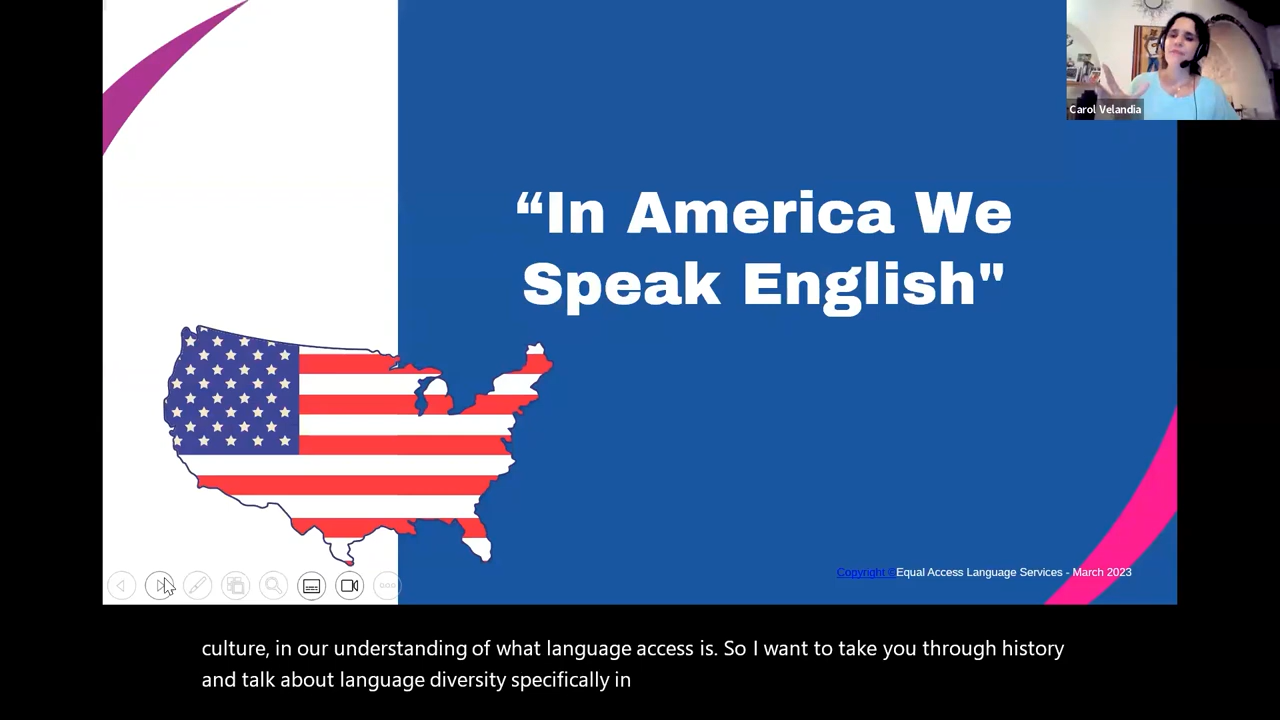 Carol Velandia
“In America We
Speak English"
Copyright ©Equal Access Language Services - March 2023
culture, in our understanding of what language access is. So I want to take you through history
and talk about language diversity specifically in